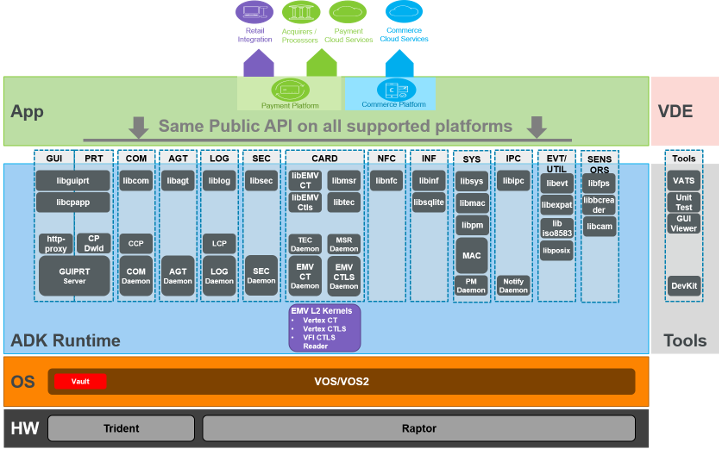 Retail
Integration
Acquirers /
Processors
Payment
Cloud Services
Commerce
Cloud Services
App
Payment Platform
Commerce Platform
VDE
Same Public API on all supported platforms
GUI
PRT
COM
AGT
LOG
SEC
CARD
NFC
INF
SYS
IPC
EVT/
UTIL
SENS
ORS
Tools
libguiprt
libcom
libagt
liblog
libsec
libEMV
CT
libmsr
libnfc
libinf
libsys
libipc
libevt
libfps
VATS
libcpapp
libEMV
Ctls
libtec
libsqlite
libmac
libexpat
libbcrea
der
Unit
Test
libpm
lib
iso8583
libcam
GUI
Viewer
http-
proxy
CP
Dwld
CCP
LCP
TEC
Daemon
MSR
Daemon
MAC
libposix
GUIPRT
Server
COM
Daemon
AGT
Daemon
LOG
Daemon
SEC
Daemon
EMV
CT
Daemon
EMV
CTLS
Daemon
PM
Daemon
Notify
Daemon
DevKit
EMV L2 Kernels
• Vertex CT
• Vertex CTLS
• VFI CTLS
Reader
ADK Runtime
Tools
OS
Vault
VOS/VOS2
HW
Trident
Raptor